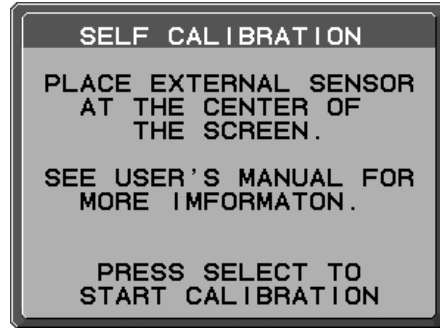 SELF CALIBRATION
PLACE EXTERNAL SENSOR
AT THE CENTER OF
THE SCREEN.
SEE USER'S MANUAL FOR
MORE IMFORMATON.
PRESS SELECT TO
START CALIBRATION